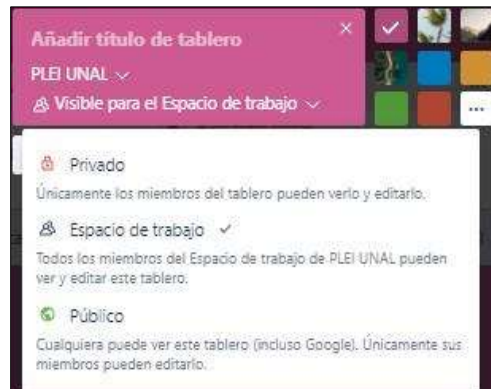 Añadir título de tablero
PLEI UNAL
Visible para el Espacio de trabajo
Privado
Únicamente los miembros del tablero pueden verlo y editarlo.
Espacio de trabajo
Todos los miembros del Espacio de trabajo de PLEI UNAL pueden
ver y editar este tablero.
Público
Cualquiera puede ver este tablero (incluso Google). Únicamente sus
miembros pueden editarlo.